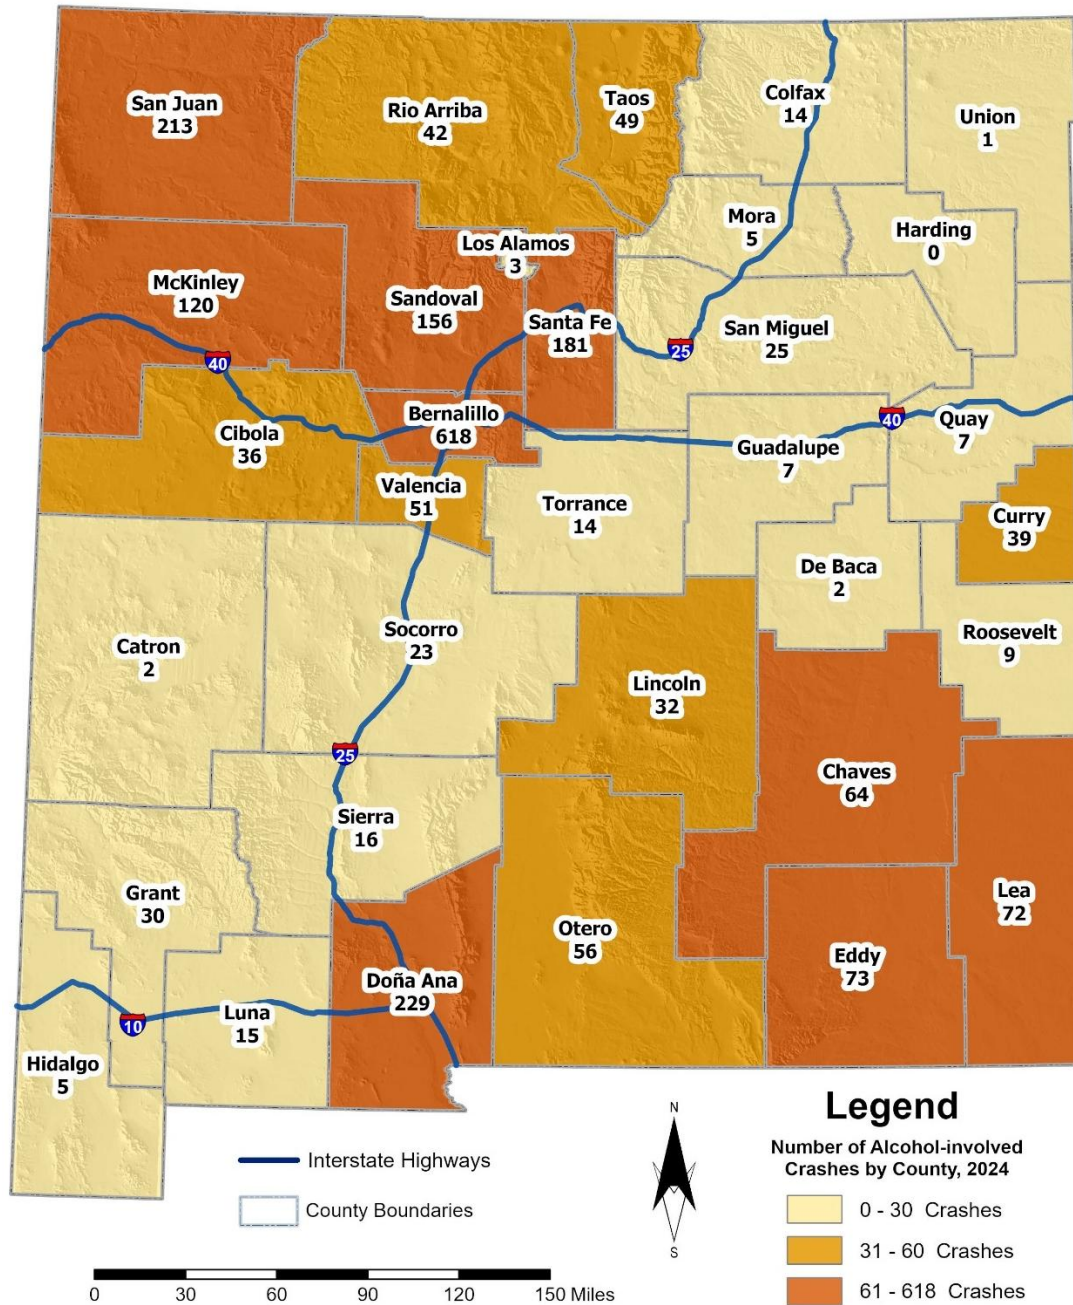 San Juan
213
Rio Arriba
42
Taos
49
Colfax
14
Union
1
Mora
5
Harding
0
Los Alamos
3
McKinley
120
Sandoval
156
Santa Fe
181
San Miguel
25
25
40
Bernalillo
618
Cibola
36
Valencia
51
Torrance
14
Guadalupe
7
40
Quay
7
Curry
39
De Baca
2
Roosevelt
9
Catron
2
Socorro
23
Lincoln
32
25
Chaves
64
Sierra
16
Grant
30
Otero
56
Lea
72
Eddy
73
Doña Ana
229
Luna
15
10
Hidalgo
5
Interstate Highways
County Boundaries
0 30 60 90 120 150 Miles
N
S
Legend
Number of Alcohol-involved
Crashes by County, 2024
0 - 30 Crashes
31 - 60 Crashes
61 - 618 Crashes